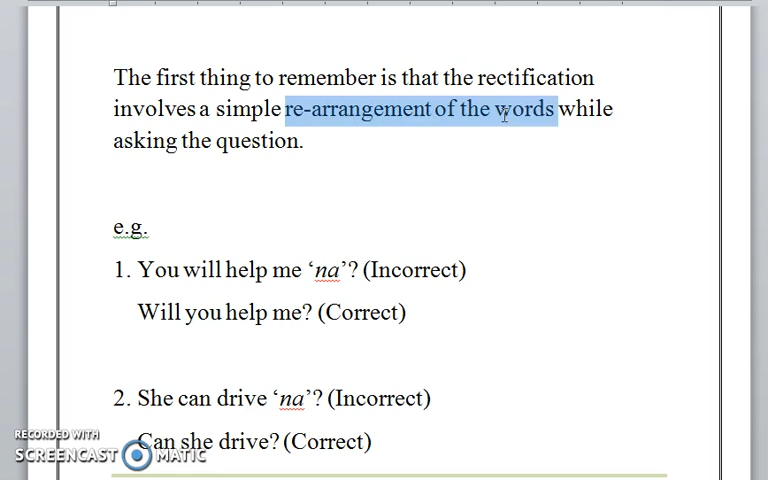 The first thing to remember is that the rectification
involves a simple re-arrangement of the words while
asking the question.
e.g.
1. You will help me ‘na’? (Incorrect)
Will you help me? (Correct)
2. She can drive ‘na’? (Incorrect)
Can she drive? (Correct)
RECORDED WITH
SCREENCAST MATIC